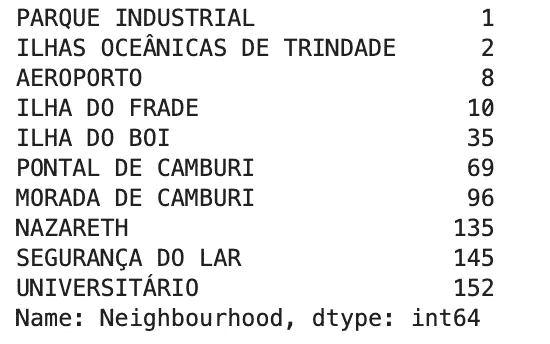 PARQUE INDUSTRIAL 1
ILHAS OCEÂNICAS DE TRINDADE 2
AEROPORTO 8
ILHA DO FRADE 10
ILHA DO BOI 35
PONTAL DE CAMBURI 69
MORADA DE CAMBURI 96
NAZARETH 135
SEGURANÇA DO LAR 145
UNIVERSITÁRIO 152
Name: Neighbourhood, dtype: int64